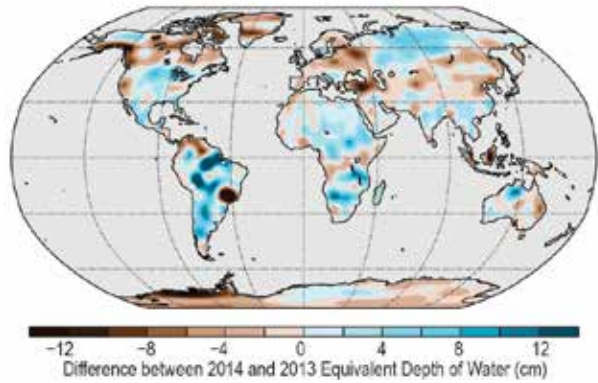 −12 −8 −4 0 4 8 12
Difference between 2014 and 2013 Equivalent Depth of Water (cm)